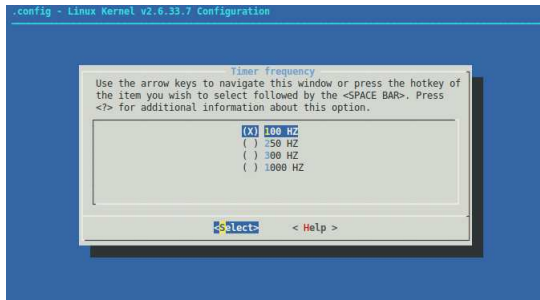 .config - Linux Kernel v2.6.33.7 Configuration
Timer frequency
Use the arrow keys to navigate this window or press the hotkey of
the item you wish to select followed by the <SPACE BAR>. Press
<?> for additional information about this option.
(X) 100 HZ
( ) 250 HZ
( ) 300 HZ
( ) 1000 HZ
<Select> < Help >